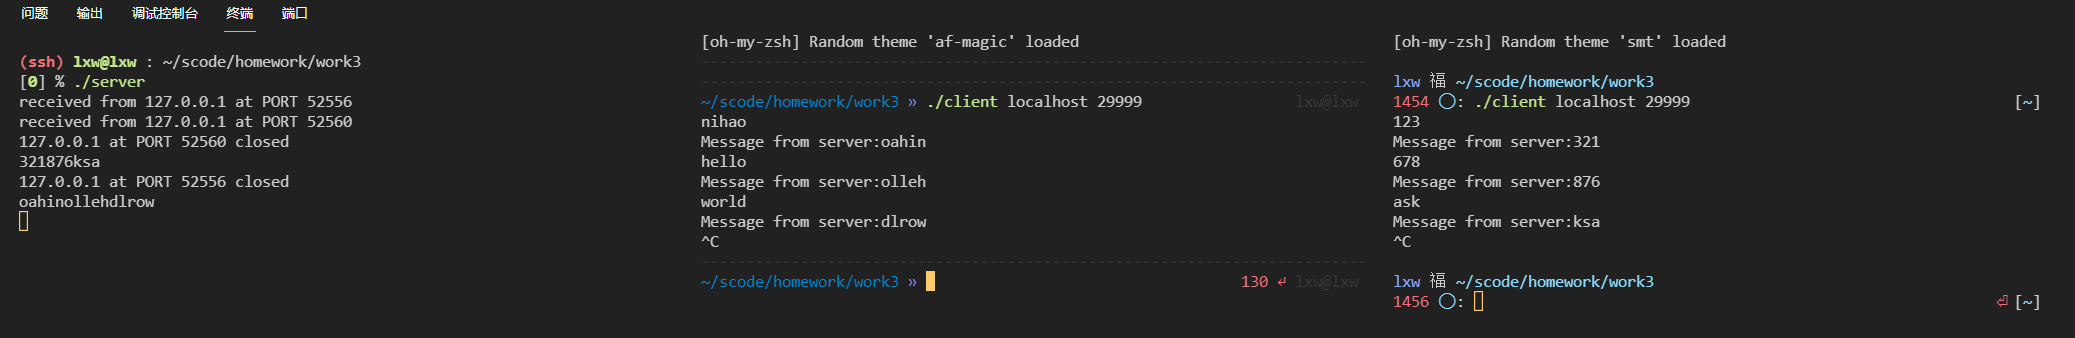 问题 输出 调试控制台 终端 端口
(ssh) lxw@lxw : ~/scode/homework/work3
[0] % ./server
received from 127.0.0.1 at PORT 52556
received from 127.0.0.1 at PORT 52560
127.0.0.1 at PORT 52560 closed
321876ksa
127.0.0.1 at PORT 52556 closed
oahinollehdlrow
[oh-my-zsh] Random theme 'af-magic' loaded
~/scode/homework/work3 » ./client localhost 29999 lxw@lxw
nihao
Message from server:oahin
hello
Message from server:olleh
world
Message from server:dlrow
^C
~/scode/homework/work3 » 130 ↵ lxw@lxw
[oh-my-zsh] Random theme 'smt' loaded
lxw 福 ~/scode/homework/work3
1454 ◯: ./client localhost 29999 [~]
123
Message from server:321
678
Message from server:876
ask
Message from server:ksa
^C
lxw 福 ~/scode/homework/work3
1456 ◯: ⏎ [~]